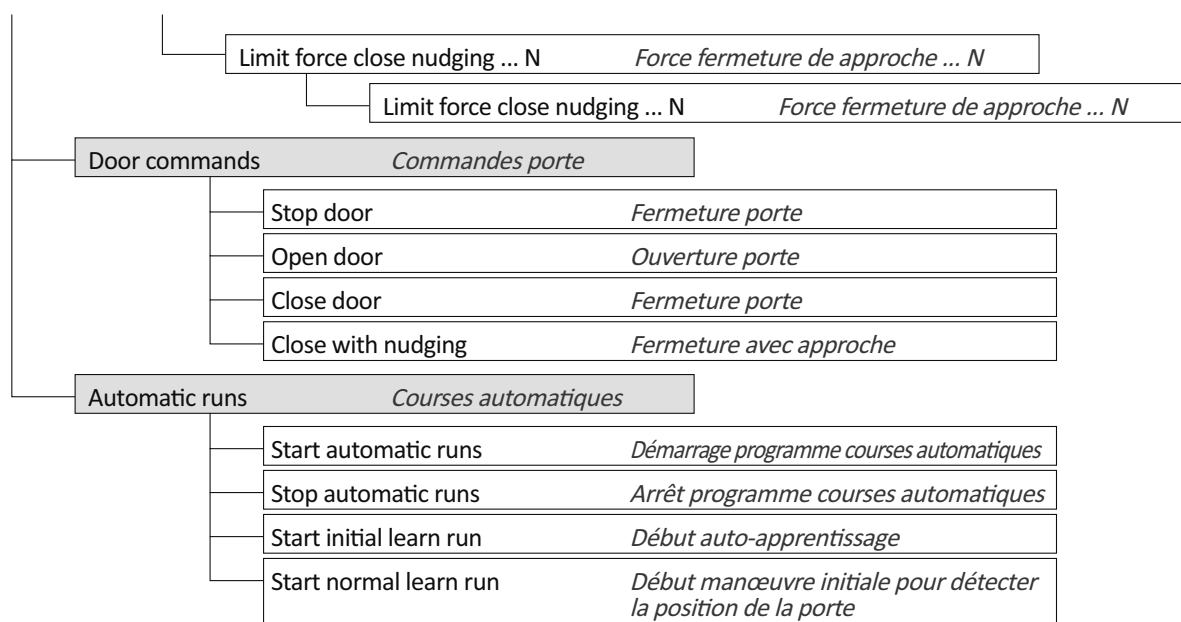 Limit force close nudging ... N Force fermeture de approche ... N
Limit force close nudging ... N Force fermeture de approche ... N
Door commands Commandes porte
Stop door Fermeture porte
Open door Ouverture porte
Close door Fermeture porte
Close with nudging Fermeture avec approche
Automatic runs Courses automatiques
Start automatic runs Démarrage programme courses automatiques
Stop automatic runs Arrêt programme courses automatiques
Start initial learn run Début auto-apprentissage
Start normal learn run Début manœuvre initiale pour détecter
la position de la porte